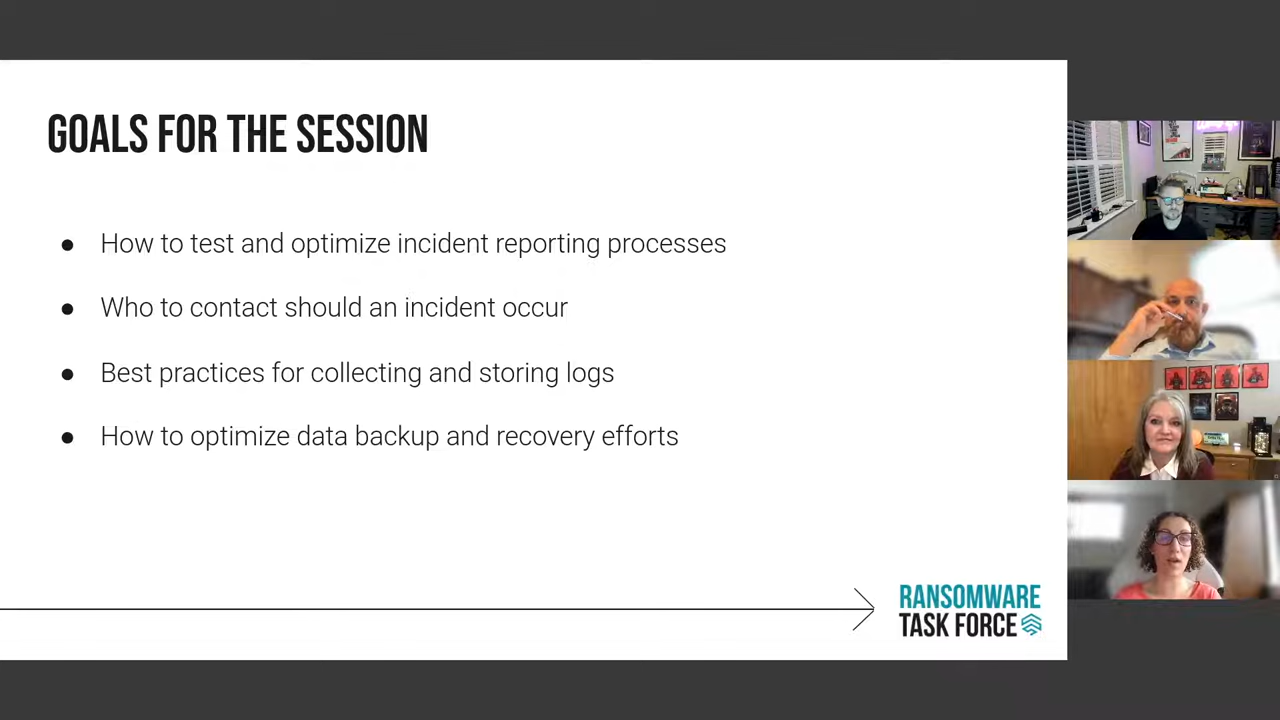 GOALS FOR THE SESSION
● How to test and optimize incident reporting processes
● Who to contact should an incident occur
● Best practices for collecting and storing logs
● How to optimize data backup and recovery efforts
RANSOMWARE
TASK FORCE